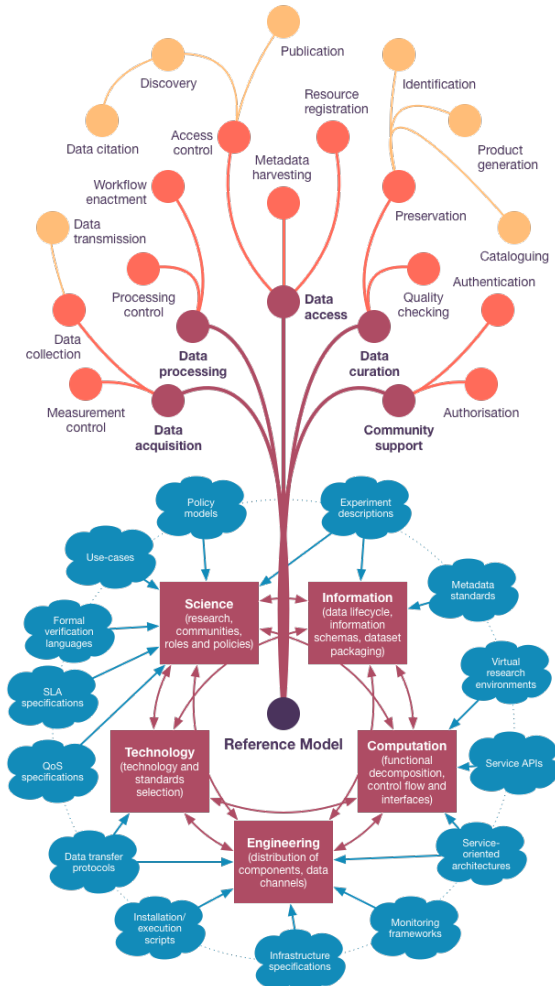 Publication
Discovery
Identification
Resource
registration
Data citation
Access
control
Product
generation
Metadata
harvesting
Workflow
enactment
Preservation
Data
transmission
Cataloguing
Authentication
Processing
control
Data
access
Quality
checking
Data
collection
Data
processing
Data
curation
Measurement
control
Data
acquisition
Community
support
Authorisation
Policy
models
Experiment
descriptions
Use-cases
Metadata
standards
Science
(research,
communities,
roles and policies)
Information
(data lifecycle,
information
schemas, dataset
packaging)
Formal
verification
languages
Virtual
research
environments
SLA
specifications
Reference Model
QoS
specifications
Technology
(technology and
standards
selection)
Computation
(functional
decomposition,
control flow and
interfaces)
Service APIs
Engineering
(distribution of
components, data
channels)
Data transfer
protocols
Service-
oriented
architectures
Installation/
execution
scripts
Monitoring
frameworks
Infrastructure
specifications